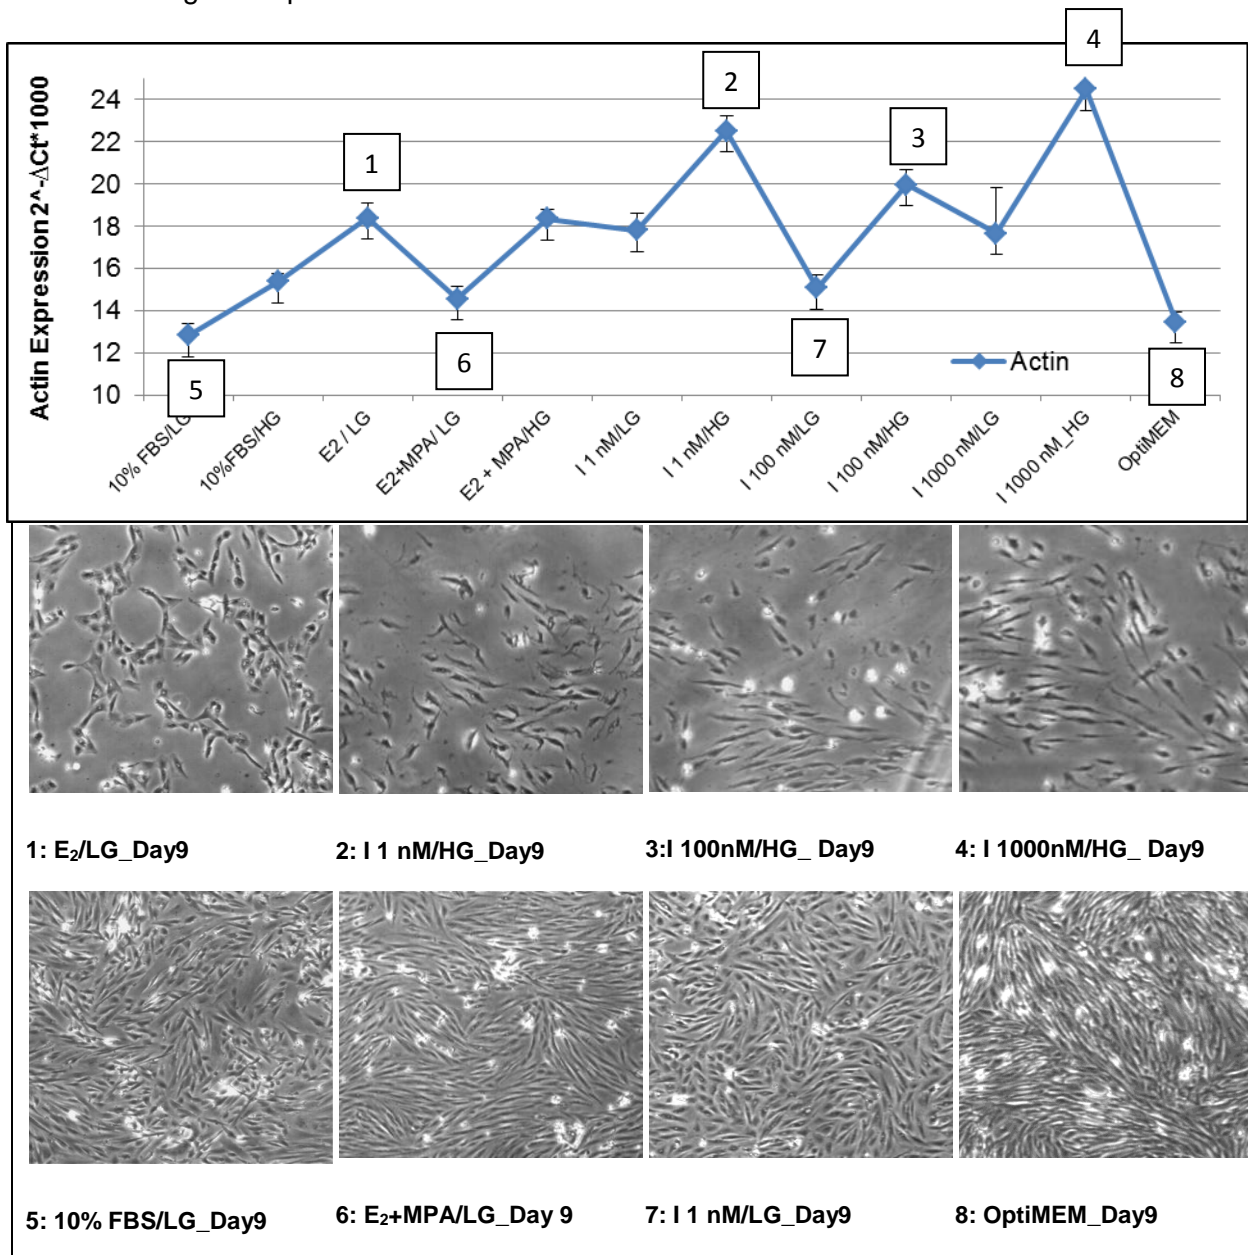 4
2
3
1
24
22
20
18
16
14
12
10
Actin Expression2^-ΔCt*1000
5
6
7
8
Actin
10% FBS/LG
10%FBS/HG
E2 / LG
E2+MPA/ LG
E2 + MPA/HG
I 1 nM/LG
I 1 nM/HG
I 100 nM/LG
I 100 nM/HG
I 1000 nM/LG
I 1000 nM_HG
OptiMEM
1: E₂/LG_Day9
2: I 1 nM/HG_Day9
3:I 100nM/HG_ Day9
4: I 1000nM/HG_ Day9
5: 10% FBS/LG_Day9
6: E₂+MPA/LG_Day 9
7: I 1 nM/LG_Day9
8: OptiMEM_Day9